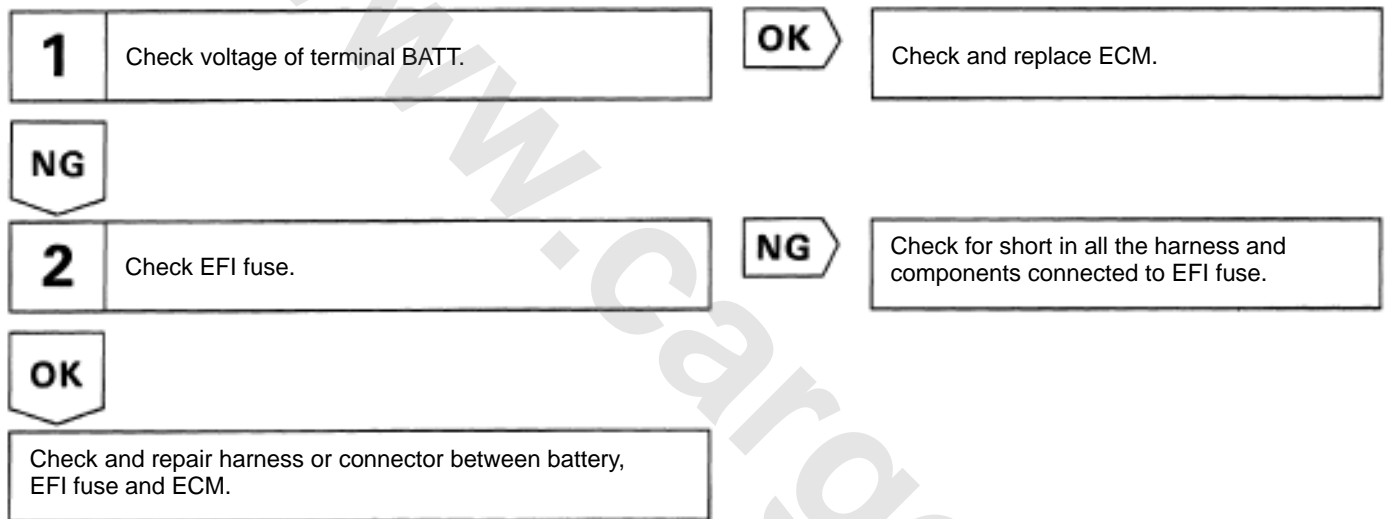 1 Check voltage of terminal BATT.
OK
Check and replace ECM.
NG
2 Check EFI fuse.
NG
Check for short in all the harness and
components connected to EFI fuse.
OK
Check and repair harness or connector between battery,
EFI fuse and ECM.
www.carg